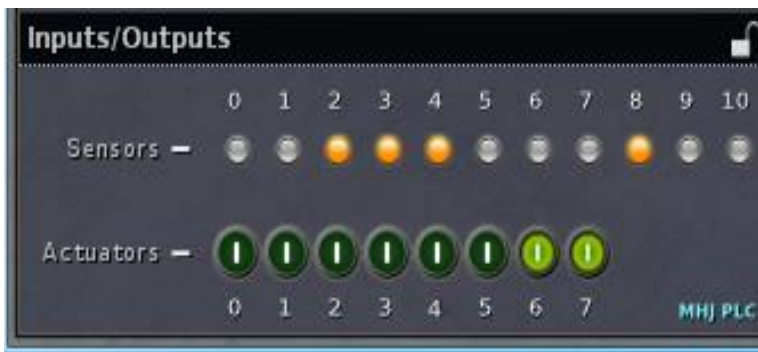 Inputs/Outputs
0 1 2 3 4 5 6 7 8 9 10
Sensors
Actuators
0 1 2 3 4 5 6 7
MHJ PLC